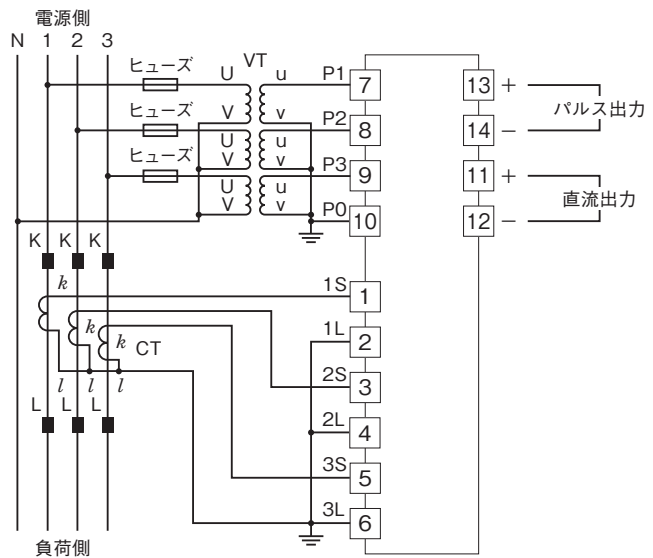 電源側
N 1 2 3
ヒューズ U VT u P1 7 13 +
V v パルス出力
ヒューズ P2 8 14 −
U u
V v
ヒューズ P3 9 11 +
U u
V v 直流出力
P0 10 12 −
K K K
k 1S 1
k 1L 2
k CT
l l l 2S 3
L L L
2L 4
3S 5
3L 6
負荷側